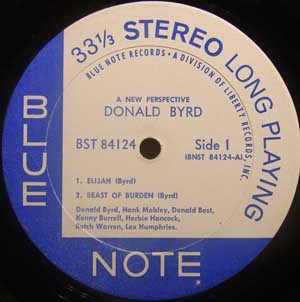 33⅓ STEREO LONG PLAYING
BLUE NOTE RECORDS • A DIVISION OF LIBERTY RECORDS, INC.
A NEW PERSPECTIVE
DONALD BYRD
BST 84124
Side 1
(BNST 84124-A)
1. ELIJAH (Byrd)
2. BEAST OF BURDEN (Byrd)
Donald Byrd, Hank Mobley, Donald Best,
Kenny Burrell, Herbie Hancock,
Butch Warren, Lex Humphries.
BLUE
NOTE